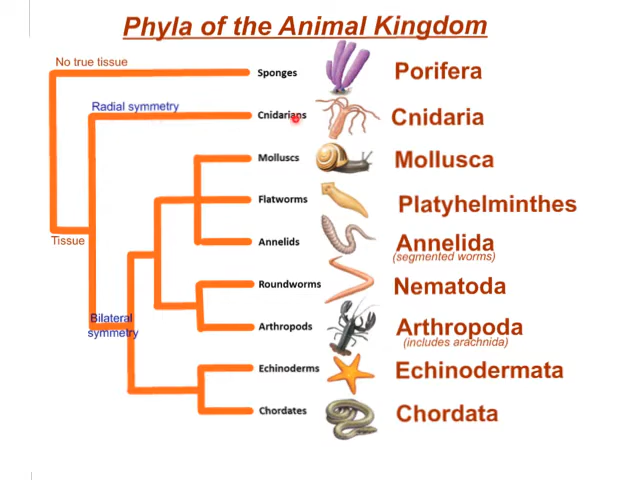 Phyla of the Animal Kingdom
No true tissue
Sponges Porifera
Radial symmetry
Cnidarians Cnidaria
Molluscs Mollusca
Flatworms Platyhelminthes
Tissue
Annelids Annelida
(segmented worms)
Roundworms Nematoda
Bilateral
symmetry
Arthropods Arthropoda
(includes arachnida)
Echinoderms Echinodermata
Chordates Chordata